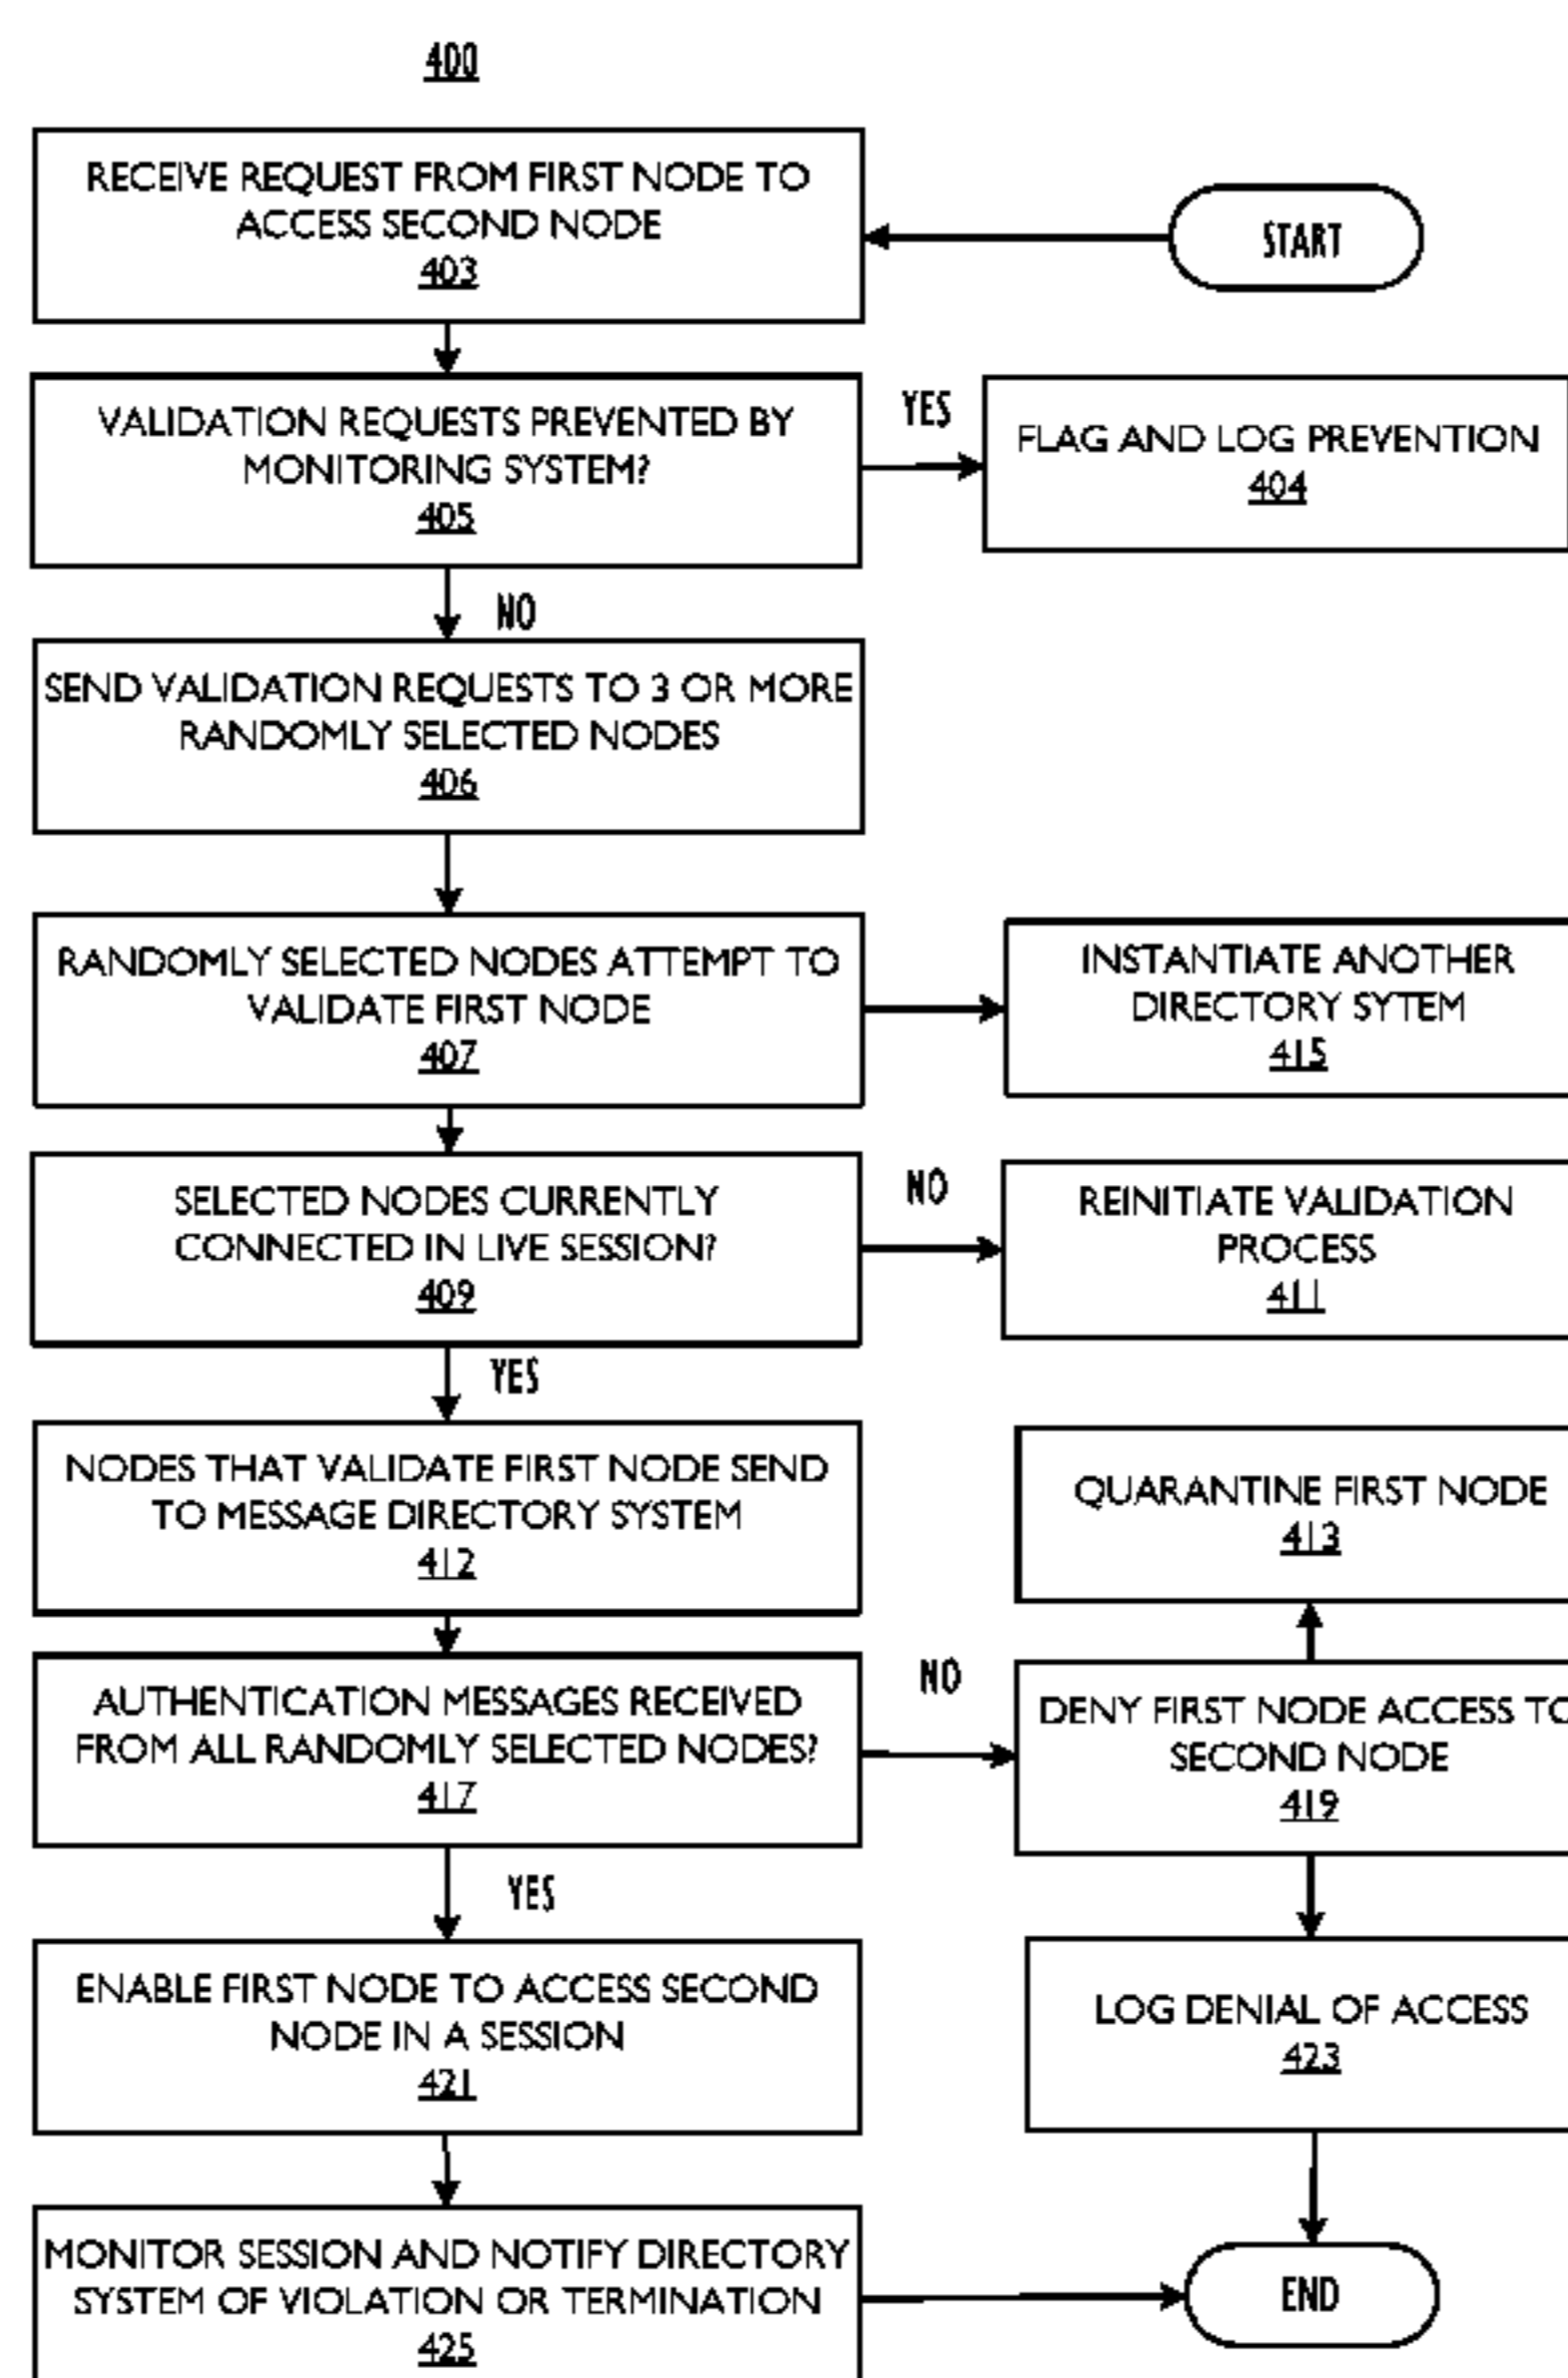 400
RECEIVE REQUEST FROM FIRST NODE TO
ACCESS SECOND NODE
403
START
VALIDATION REQUESTS PREVENTED BY
MONITORING SYSTEM?
405
YES
FLAG AND LOG PREVENTION
404
NO
SEND VALIDATION REQUESTS TO 3 OR MORE
RANDOMLY SELECTED NODES
406
RANDOMLY SELECTED NODES ATTEMPT TO
VALIDATE FIRST NODE
407
INSTANTIATE ANOTHER
DIRECTORY SYTEM
415
SELECTED NODES CURRENTLY
CONNECTED IN LIVE SESSION?
409
NO
REINITIATE VALIDATION
PROCESS
411
YES
NODES THAT VALIDATE FIRST NODE SEND
TO MESSAGE DIRECTORY SYSTEM
412
QUARANTINE FIRST NODE
413
AUTHENTICATION MESSAGES RECEIVED
FROM ALL RANDOMLY SELECTED NODES?
417
NO
DENY FIRST NODE ACCESS TO
SECOND NODE
419
YES
ENABLE FIRST NODE TO ACCESS SECOND
NODE IN A SESSION
421
LOG DENIAL OF ACCESS
423
MONITOR SESSION AND NOTIFY DIRECTORY
SYSTEM OF VIOLATION OR TERMINATION
425
END